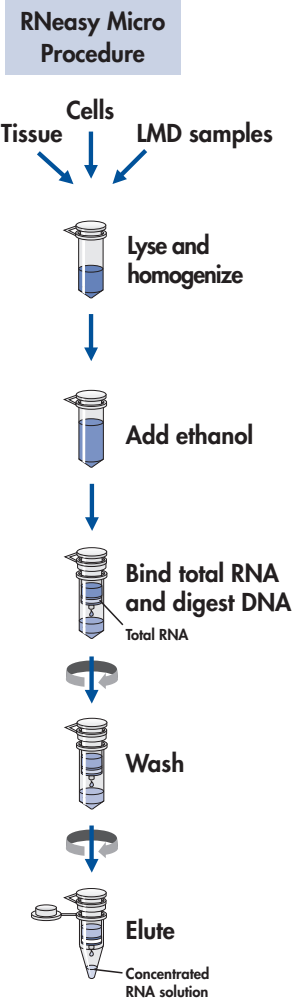 RNeasy Micro
Procedure
Cells
Tissue
LMD samples
Lyse and
homogenize
Add ethanol
Bind total RNA
and digest DNA
Total RNA
Wash
Elute
Concentrated
RNA solution